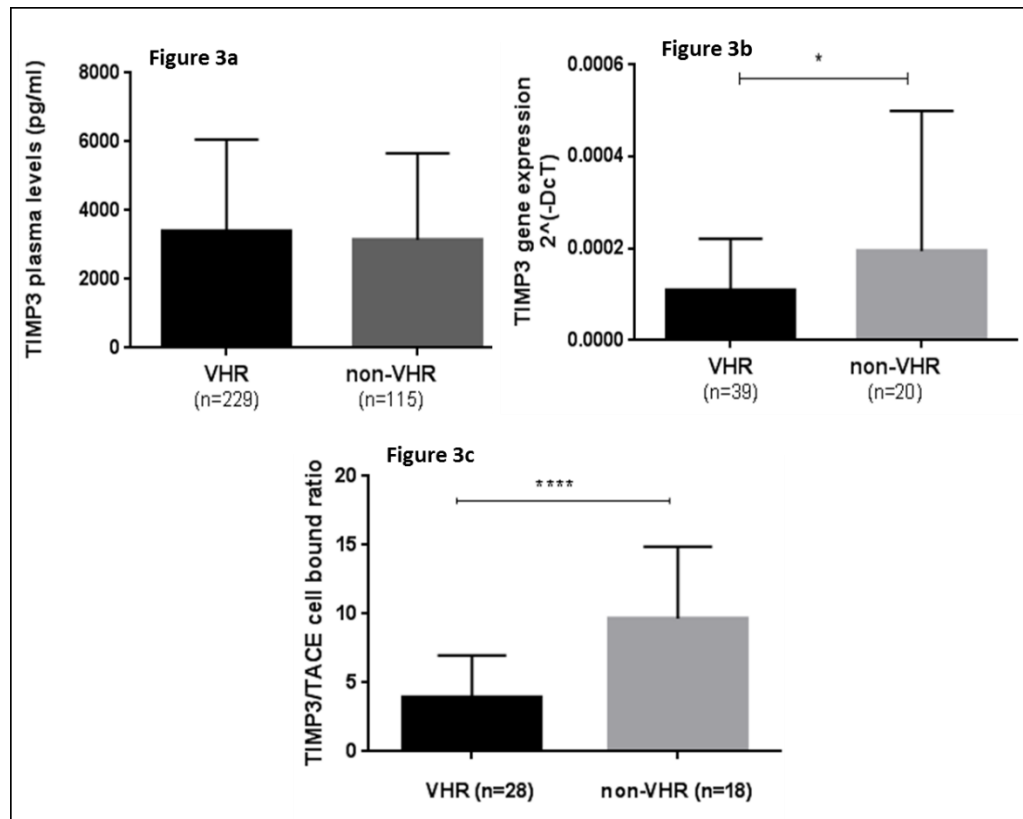 Figure 3a
TIMP3 plasma levels (pg/ml)
8000
6000
4000
2000
0
VHR
(n=229)
non-VHR
(n=115)
Figure 3b
TIMP3 gene expression
2^(-DcT)
0.0006
0.0004
0.0002
0.0000
*
VHR
(n=39)
non-VHR
(n=20)
Figure 3c
TIMP3/TACE cell bound ratio
20
15
10
5
0
****
VHR (n=28)
non-VHR (n=18)